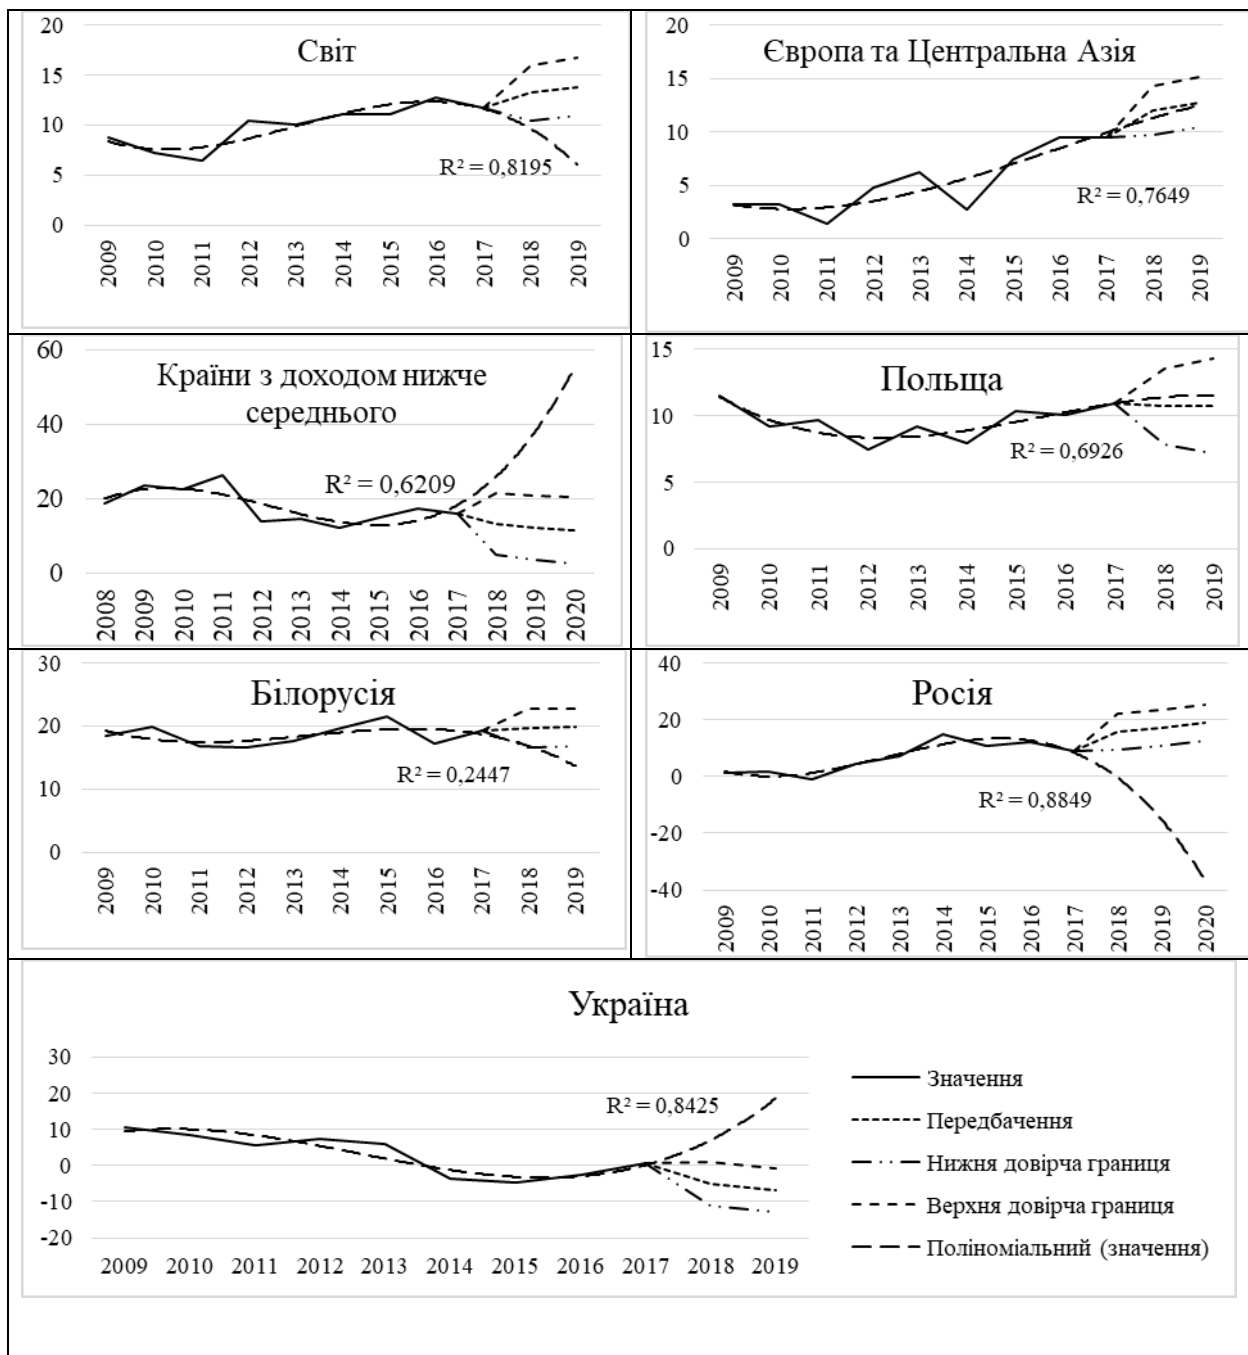 Світ
20
15
10
5
0
R² = 0,8195
2009 2010 2011 2012 2013 2014 2015 2016 2017 2018 2019
Європа та Центральна Азія
20
15
10
5
0
R² = 0,7649
2009 2010 2011 2012 2013 2014 2015 2016 2017 2018 2019
Країни з доходом нижче
середнього
60
40
20
0
R² = 0,6209
2008 2009 2010 2011 2012 2013 2014 2015 2016 2017 2018 2019 2020
Польща
15
10
5
0
R² = 0,6926
2009 2010 2011 2012 2013 2014 2015 2016 2017 2018 2019
Білорусія
30
20
10
0
R² = 0,2447
2009 2010 2011 2012 2013 2014 2015 2016 2017 2018 2019
Росія
40
20
0
-20
-40
R² = 0,8849
2009 2010 2011 2012 2013 2014 2015 2016 2017 2018 2019 2020
Україна
30
20
10
0
-10
-20
R² = 0,8425
2009 2010 2011 2012 2013 2014 2015 2016 2017 2018 2019
Значення
Передбачення
Нижня довірча границя
Верхня довірча границя
Поліноміальний (значення)